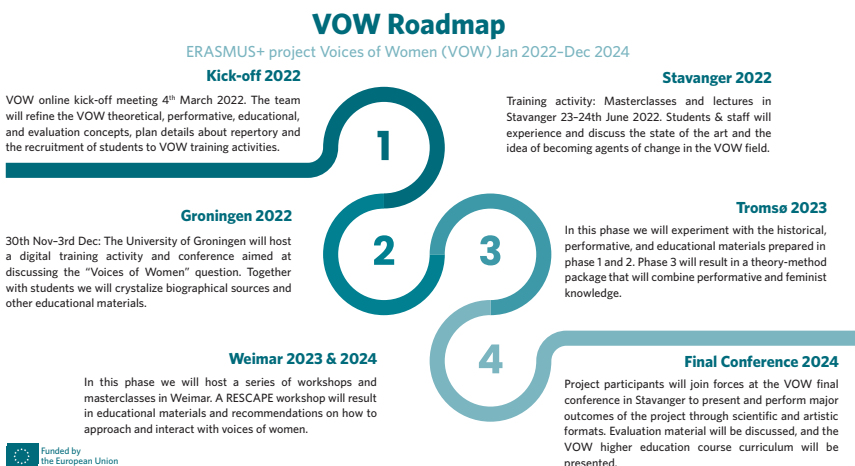 VOW Roadmap
ERASMUS+ project Voices of Women (VOW) Jan 2022–Dec 2024
Kick-off 2022
VOW online kick-off meeting 4th March 2022. The team
will refine the VOW theoretical, performative, educational,
and evaluation concepts, plan details about repertory and
the recruitment of students to VOW training activities.
Stavanger 2022
Training activity: Masterclasses and lectures in
Stavanger 23–24th June 2022. Students & staff will
experience and discuss the state of the art and the
idea of becoming agents of change in the VOW field.
1
Groningen 2022
30th Nov–3rd Dec: The University of Groningen will host
a digital training activity and conference aimed at
discussing the "Voices of Women" question. Together
with students we will crystalize biographical sources and
other educational materials.
2
3
Tromsø 2023
In this phase we will experiment with the historical,
performative, and educational materials prepared in
phase 1 and 2. Phase 3 will result in a theory-method
package that will combine performative and feminist
knowledge.
Weimar 2023 & 2024
In this phase we will host a series of workshops and
masterclasses in Weimar. A RESCAPE workshop will result
in educational materials and recommendations on how to
approach and interact with voices of women.
4
Final Conference 2024
Project participants will join forces at the VOW final
conference in Stavanger to present and perform major
outcomes of the project through scientific and artistic
formats. Evaluation material will be discussed, and the
VOW higher education course curriculum will be
presented.
Funded by
the European Union